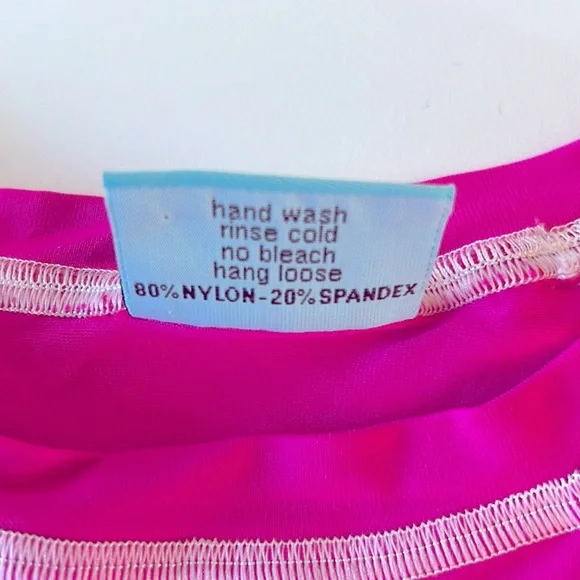 hand wash
rinse cold
no bleach
hang loose
80%NYLON-20%SPANDEX